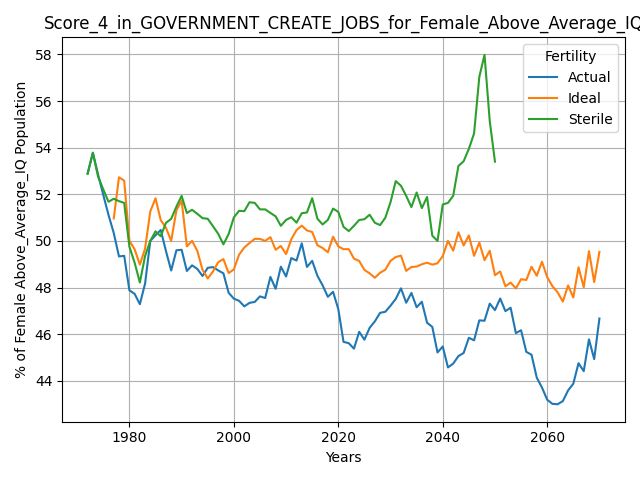 Score_4_in_GOVERNMENT_CREATE_JOBS_for_Female_Above_Average_IQ
Fertility
Actual
Ideal
Sterile
% of Female Above_Average_IQ Population
58
56
54
52
50
48
46
44
1980
2000
2020
2040
2060
Years